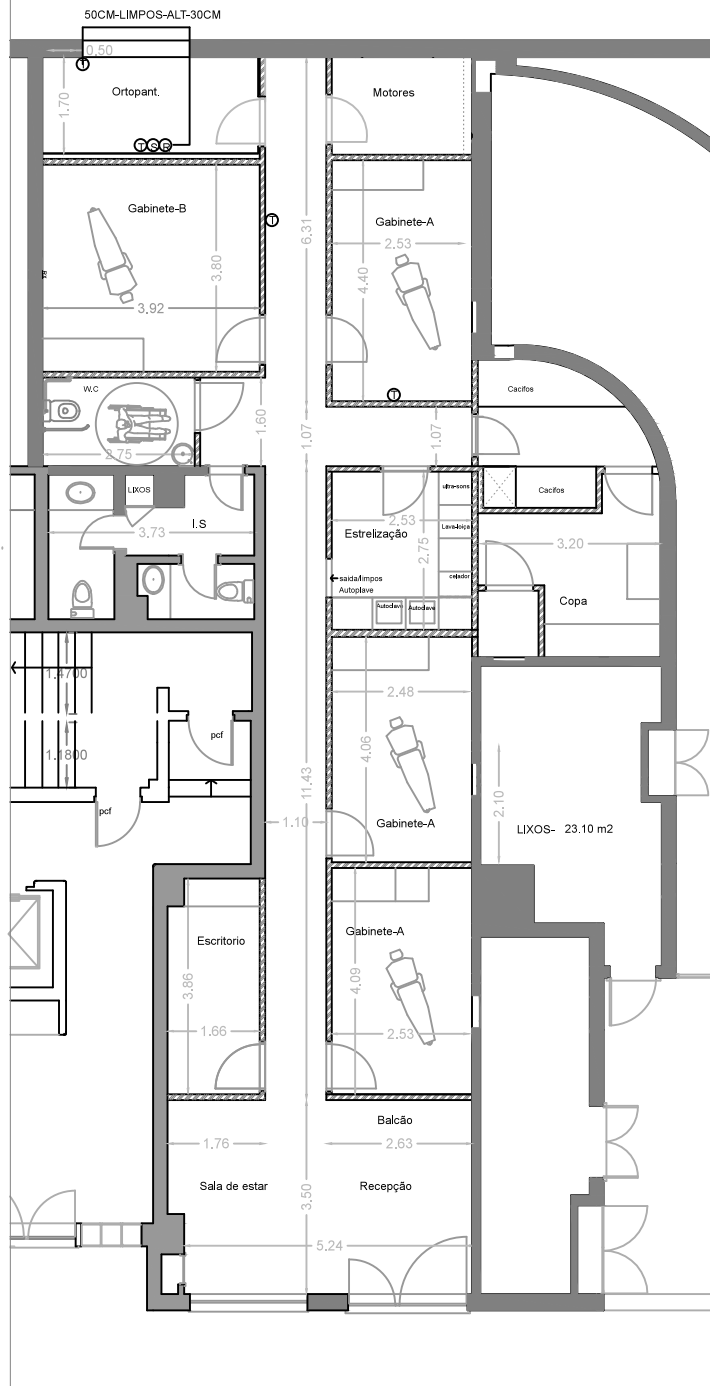 50CM-LIMPOS-ALT-30CM
0.50
T
Ortopant.
Motores
1.70
T S R
Gabinete-B
T
Gabinete-A
6.31
2.53
3.80
4.40
3.92
W.C
T
Cacifos
1.60
1.07
1.07
2.75
LIXOS
ultra-sons
Cacifos
I.S
3.73
2.53
Estrelização
Lava-loiça
2.75
3.20
saida/limpos
Autoplave
celador
Copa
Autoclave
Autoclave
1.4700
2.48
pcf
4.06
1.1800
11.43
2.10
pcf
1.10
Gabinete-A
LIXOS- 23.10 m2
Escritorio
Gabinete-A
3.86
4.09
1.66
2.53
Balcão
1.76
2.63
Sala de estar
Recepção
3.50
5.24